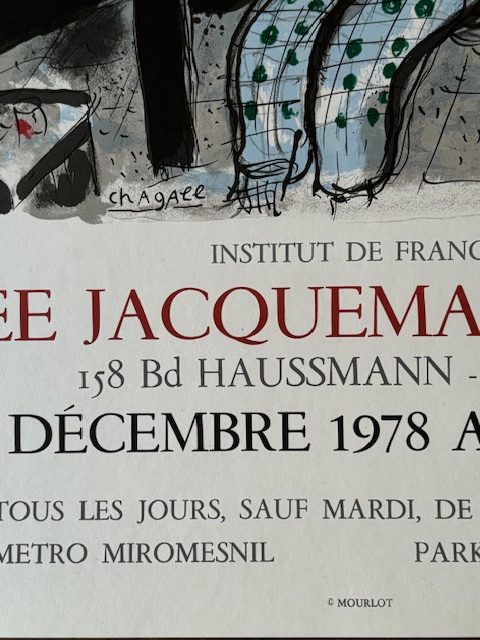 chAgAll
INSTITUT DE FRANC
EE JACQUEMA
158 Bd HAUSSMANN -
DÉCEMBRE 1978 A
TOUS LES JOURS, SAUF MARDI, DE
METRO MIROMESNIL PARK
© MOURLOT